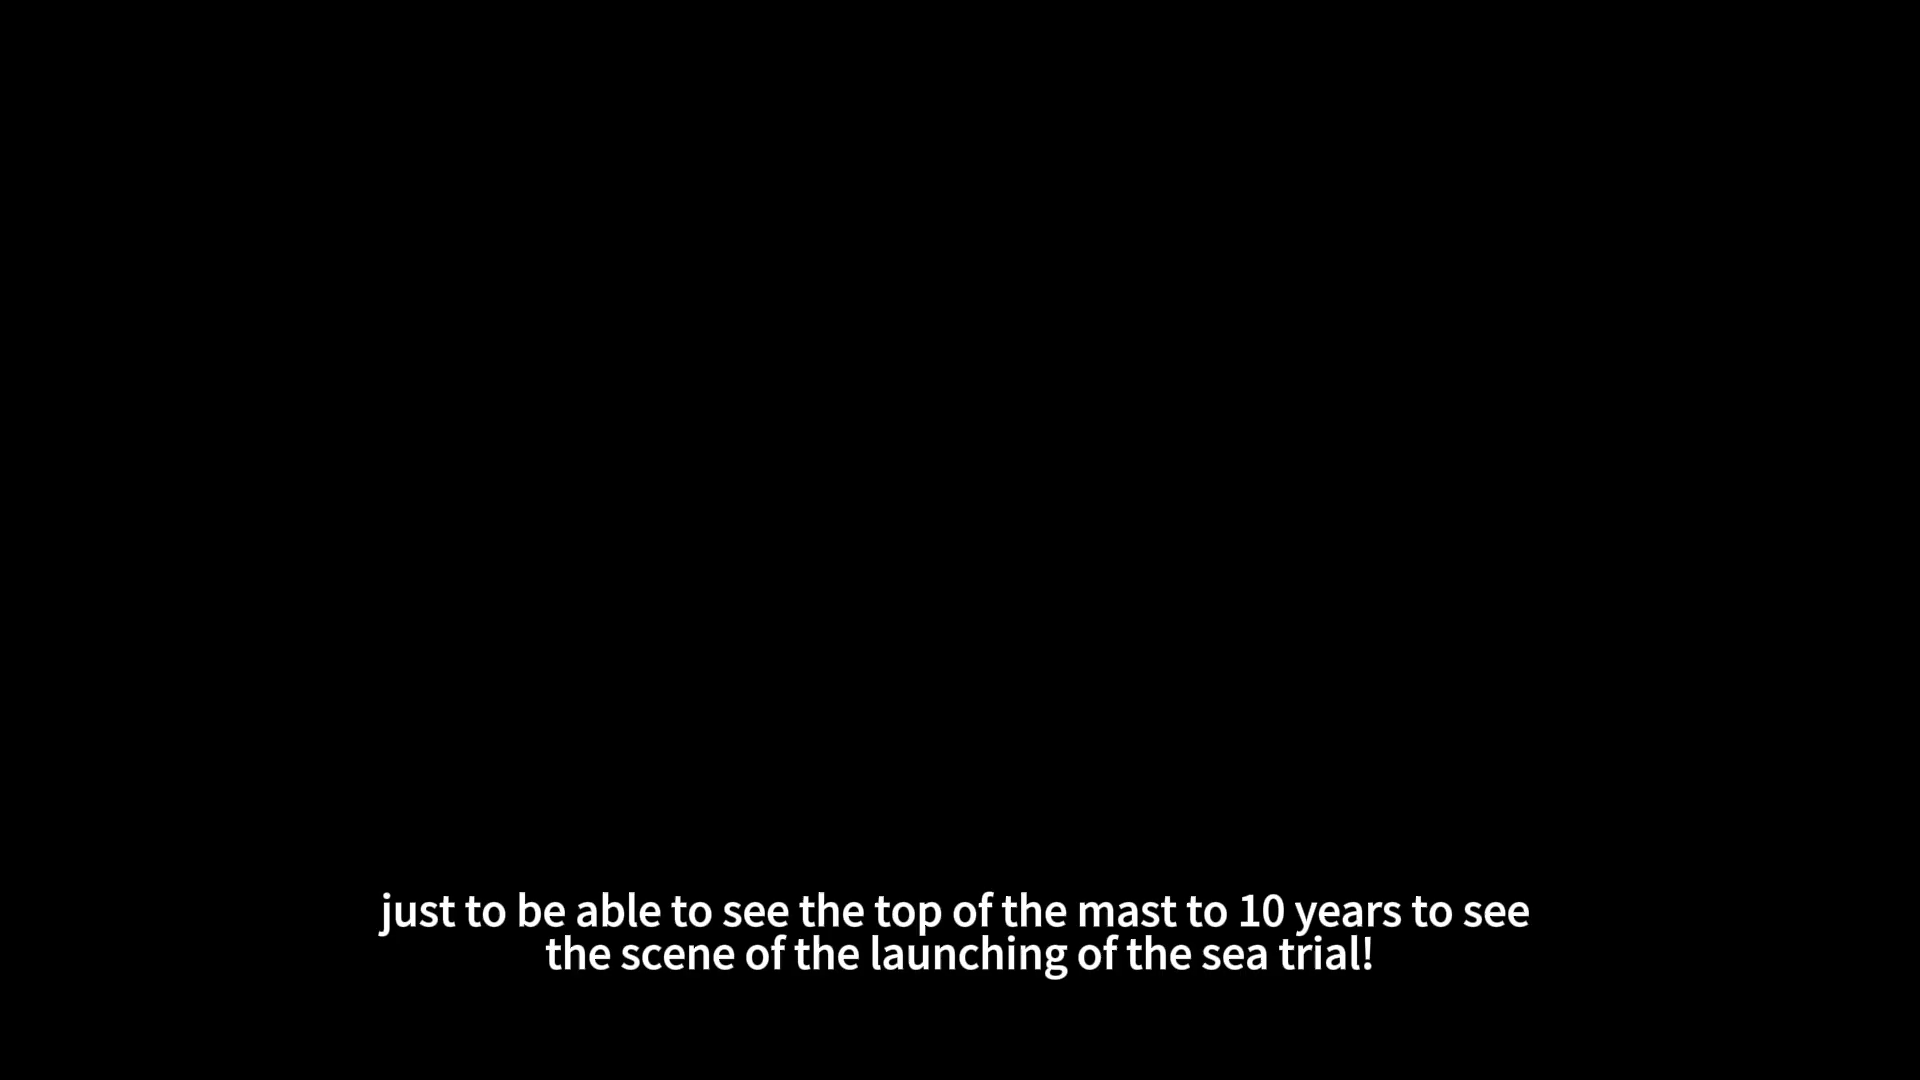 just to be able to see the top of the mast to 10 years to see
the scene of the launching of the sea trial!